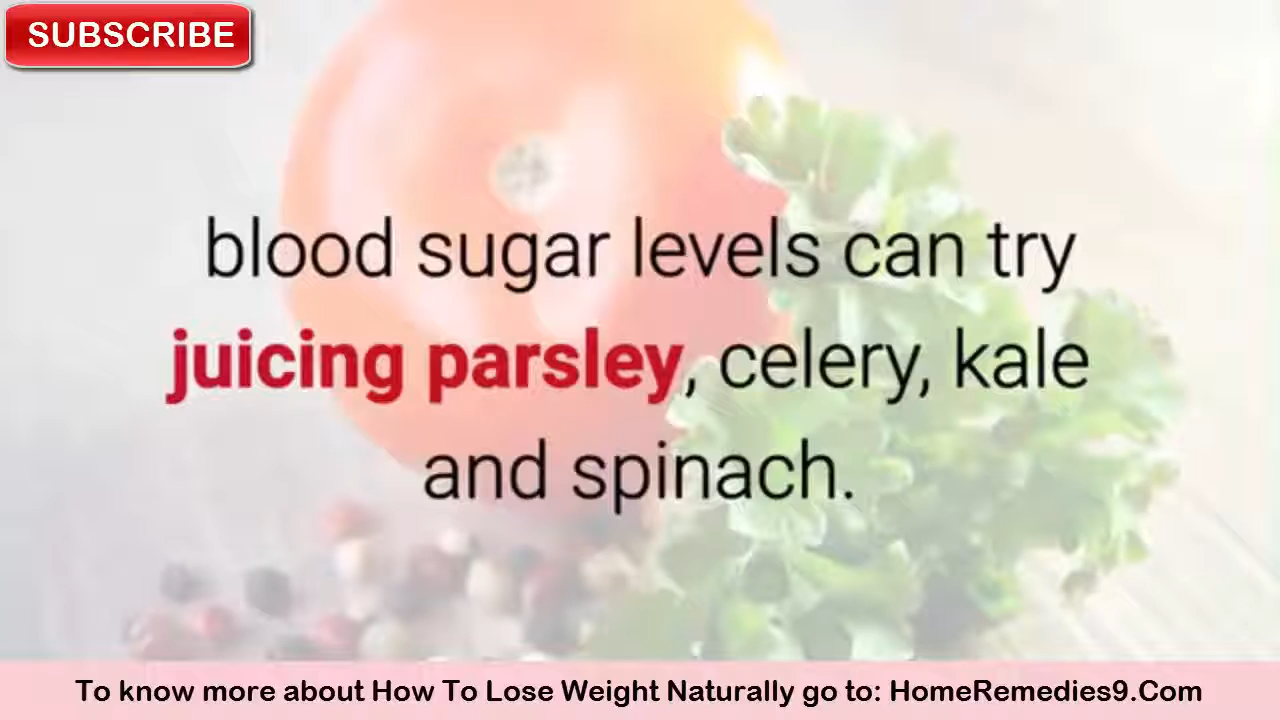 SUBSCRIBE
blood sugar levels can try
juicing parsley, celery, kale
and spinach.
To know more about How To Lose Weight Naturally go to: HomeRemedies9.Com